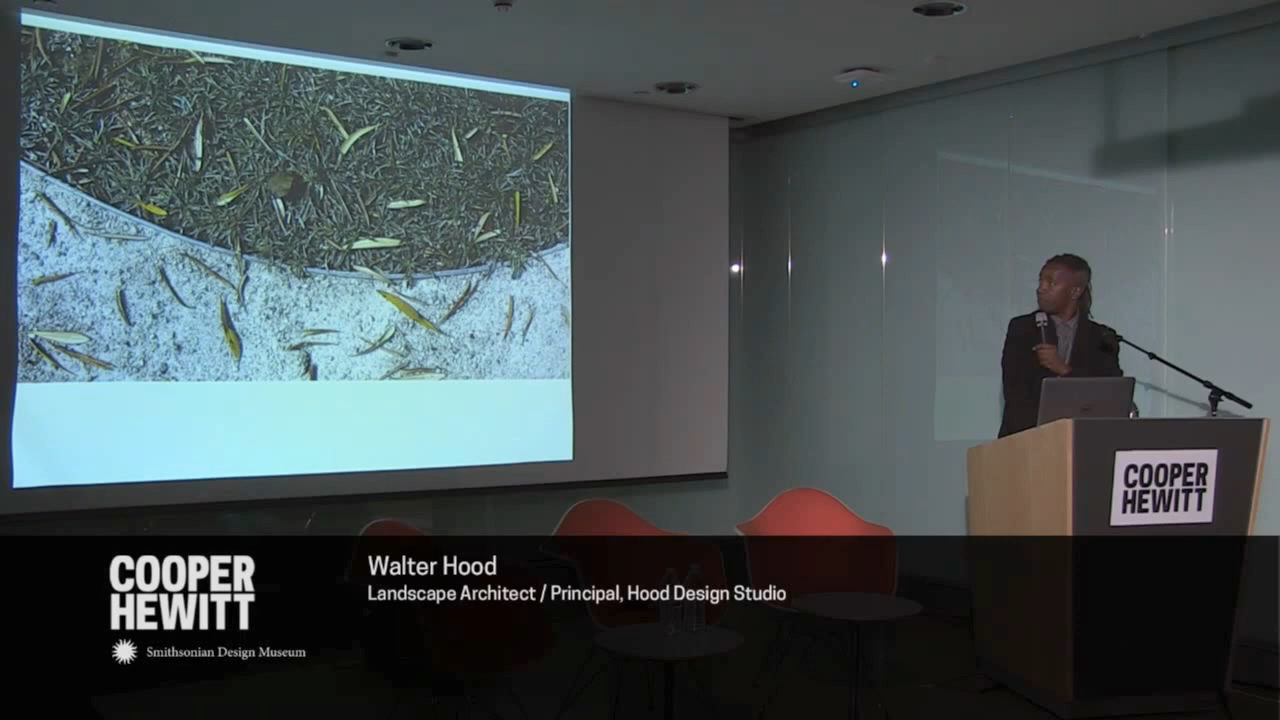 COOPER
HEWITT
COOPER
HEWITT
Smithsonian Design Museum
Walter Hood
Landscape Architect / Principal, Hood Design Studio